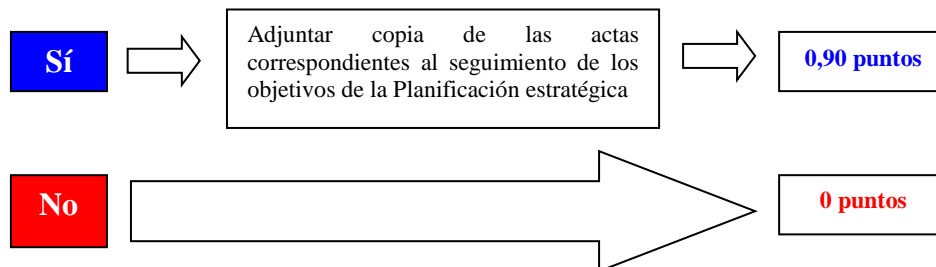 Sí
Adjuntar copia de las actas
correspondientes al seguimiento de los
objetivos de la Planificación estratégica
0,90 puntos
No
0 puntos